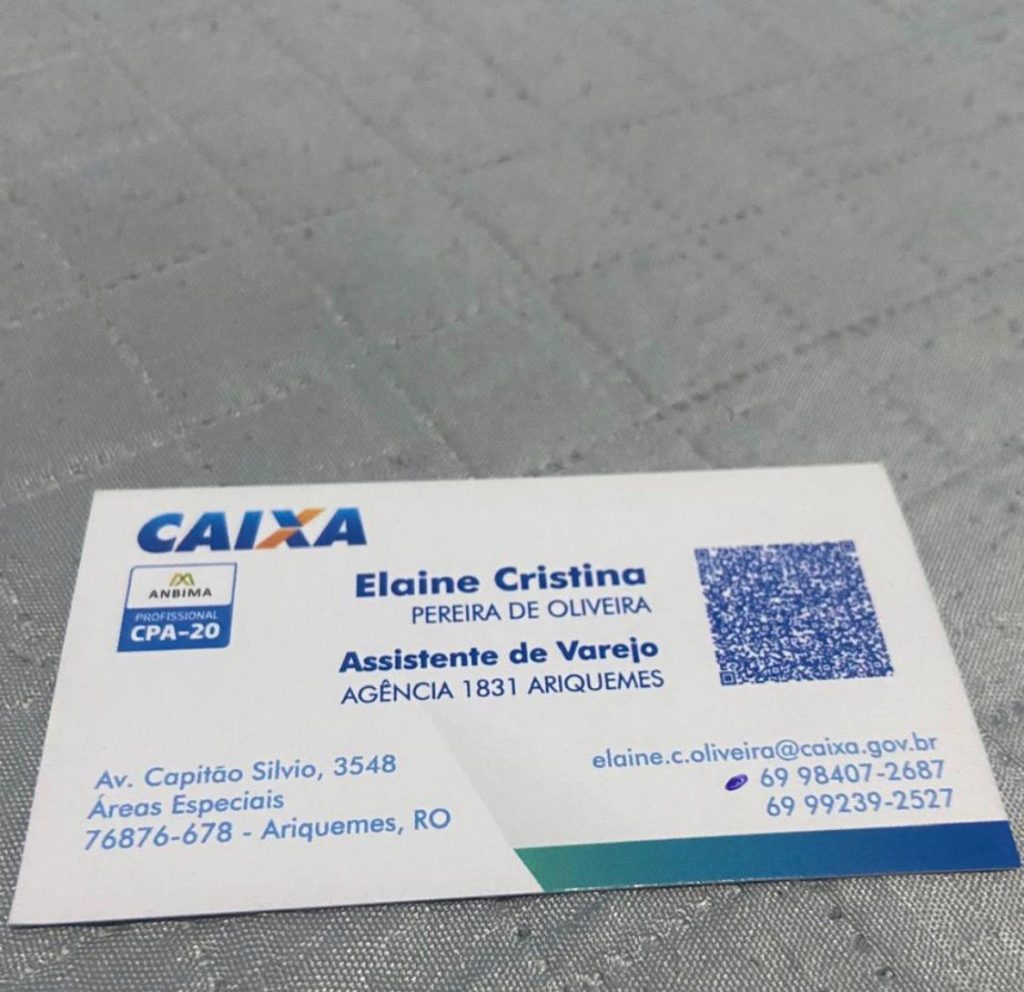 CAIXA
ANBIMA
PROFISSIONAL
CPA-20
Elaine Cristina
PEREIRA DE OLIVEIRA
Assistente de Varejo
AGÊNCIA 1831 ARIQUEMES
Av. Capitão Silvio, 3548
Áreas Especiais
76876-678 - Ariquemes, RO
elaine.c.oliveira@caixa.gov.br
69 98407-2687
69 99239-2527